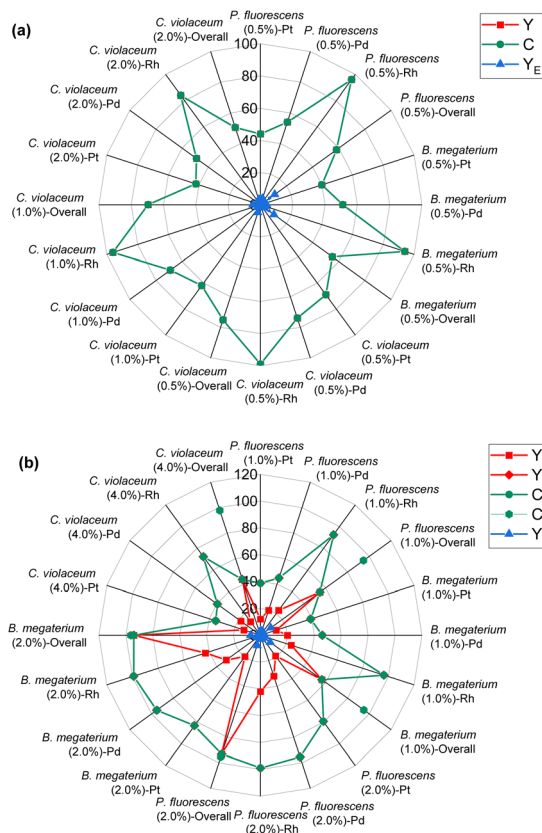 (a)
Y
C
Y_E
P. fluorescens
(0.5%)-Pt
P. fluorescens
(0.5%)-Pd
P. fluorescens
(0.5%)-Rh
P. fluorescens
(0.5%)-Overall
B. megaterium
(0.5%)-Pt
B. megaterium
(0.5%)-Pd
B. megaterium
(0.5%)-Rh
B. megaterium
(0.5%)-Overall
C. violaceum
(0.5%)-Pt
C. violaceum
(0.5%)-Pd
C. violaceum
(0.5%)-Rh
C. violaceum
(0.5%)-Overall
C. violaceum
(1.0%)-Pt
C. violaceum
(1.0%)-Pd
C. violaceum
(1.0%)-Rh
C. violaceum
(1.0%)-Overall
C. violaceum
(2.0%)-Pt
C. violaceum
(2.0%)-Pd
C. violaceum
(2.0%)-Rh
C. violaceum
(2.0%)-Overall
100
80
60
40
20
(b)
Y
Y
C
C
Y
P. fluorescens
(1.0%)-Pt
P. fluorescens
(1.0%)-Pd
P. fluorescens
(1.0%)-Rh
P. fluorescens
(1.0%)-Overall
B. megaterium
(1.0%)-Pt
B. megaterium
(1.0%)-Pd
B. megaterium
(1.0%)-Rh
B. megaterium
(1.0%)-Overall
P. fluorescens
(2.0%)-Pt
P. fluorescens
(2.0%)-Pd
P. fluorescens
(2.0%)-Rh
P. fluorescens
(2.0%)-Overall
B. megaterium
(2.0%)-Pt
B. megaterium
(2.0%)-Pd
B. megaterium
(2.0%)-Rh
B. megaterium
(2.0%)-Overall
C. violaceum
(4.0%)-Pt
C. violaceum
(4.0%)-Pd
C. violaceum
(4.0%)-Rh
C. violaceum
(4.0%)-Overall
120
100
80
60
40
20